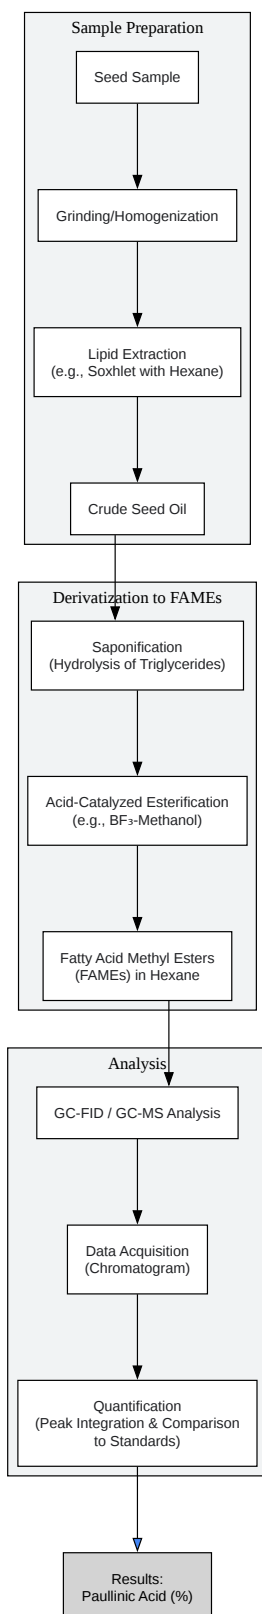 Sample Preparation
Seed Sample
Grinding/Homogenization
Lipid Extraction
(e.g., Soxhlet with Hexane)
Crude Seed Oil
Derivatization to FAMEs
Saponification
(Hydrolysis of Triglycerides)
Acid-Catalyzed Esterification
(e.g., BF₃-Methanol)
Fatty Acid Methyl Esters
(FAMEs) in Hexane
Analysis
GC-FID / GC-MS Analysis
Data Acquisition
(Chromatogram)
Quantification
(Peak Integration & Comparison
to Standards)
Results:
Paullinic Acid (%)